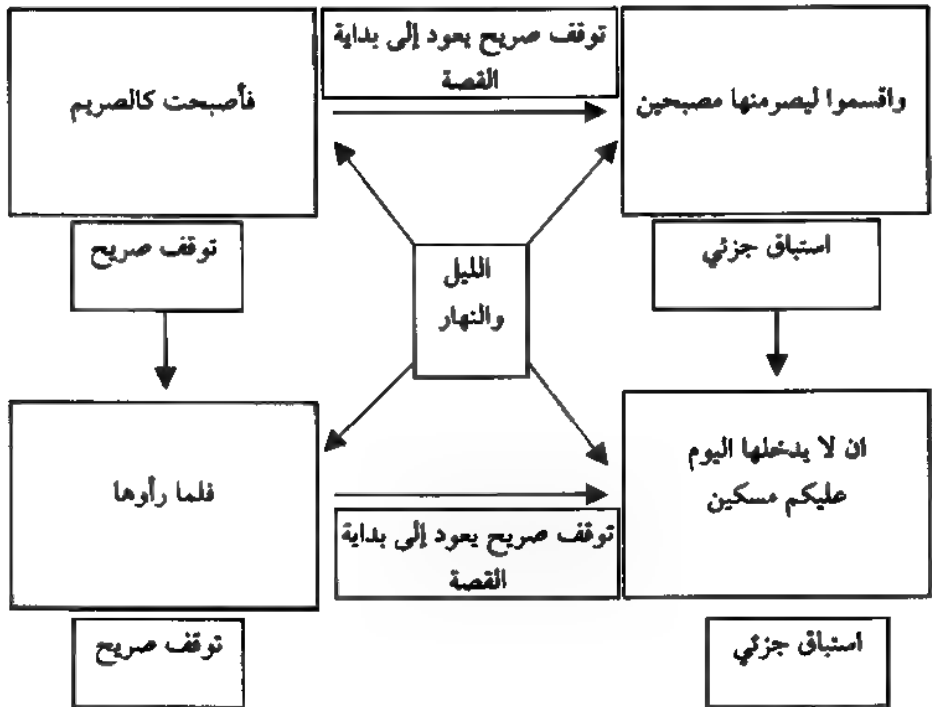 توقف صريح يعود إلى بداية
القصة
واقسموا ليصرمنها مصبحين
فأصبحت كالصريم
استباق جزئي
توقف صريح
الليل
والنهار
ان لا يدخلها اليوم
عليكم مسكين
فلما رأوها
توقف صريح يعود إلى بداية
القصة
استباق جزئي
توقف صريح